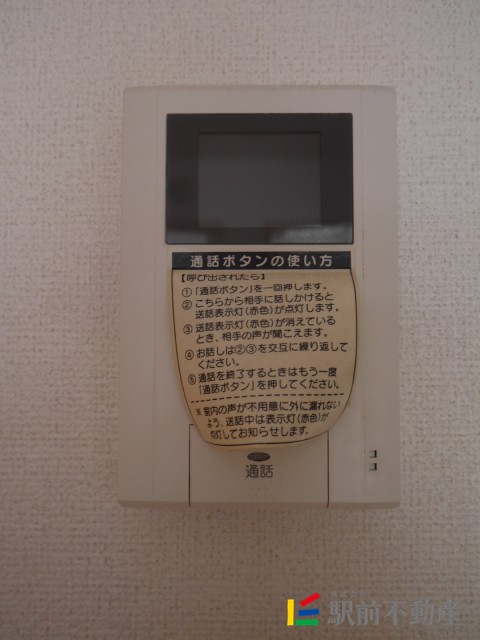 通話ボタンの使い方
【呼び出されたら】
①「通話ボタン」を一回押します。
②こちらから相手に話しかけると
送話表示灯(赤色)が点灯します。
③送話表示灯(赤色)が消えている
とき、相手の声が聞こえます。
④お話しは②③を交互に繰り返して
ください。
⑤通話を終了するときはもう一度
「通話ボタン」を押してください。
※室内の声が不用意に外に漏れない
よう、送話中は表示灯(赤色)が
点灯してお知らせします。
通話
駅前不動産